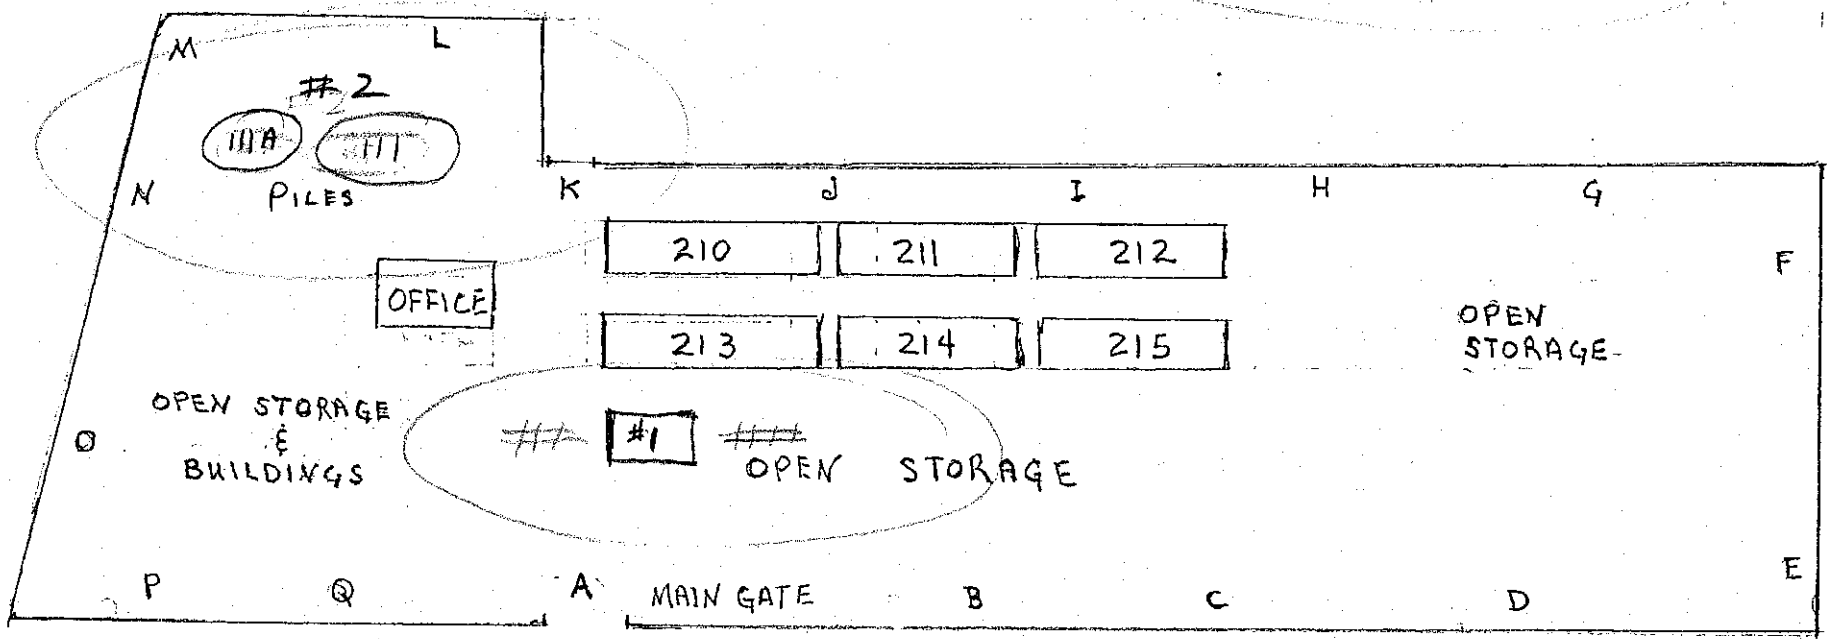 M
L
#2
111A
111
N
PILES
K
J
I
H
G
210
211
212
F
OFFICE
213
214
215
OPEN
STORAGE
OPEN STORAGE
&
BUILDINGS
O
#1
OPEN STORAGE
P
Q
A
MAIN GATE
B
C
D
E